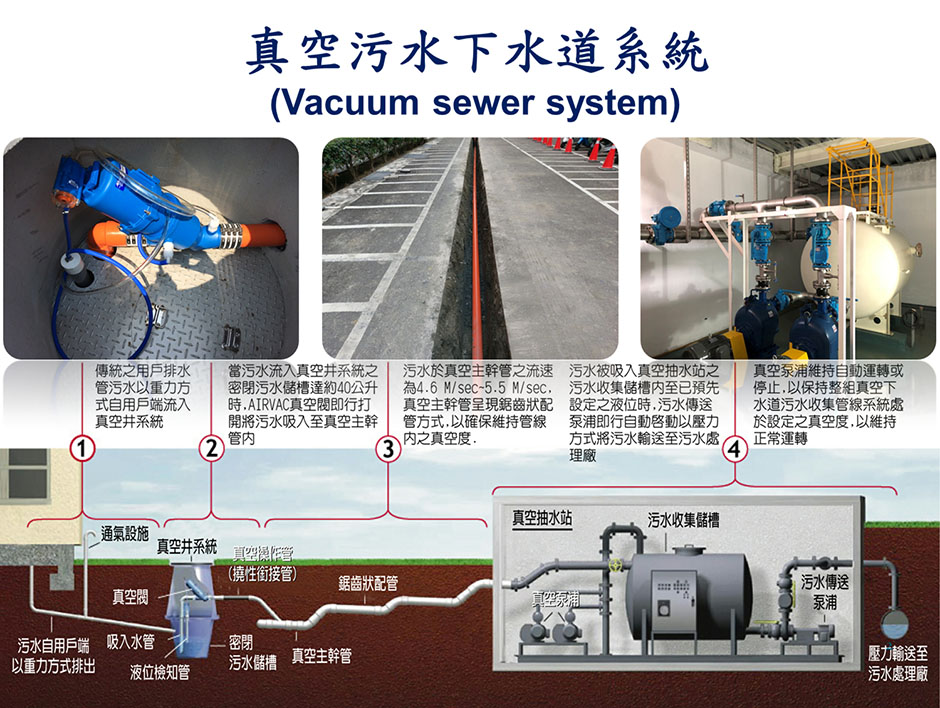 真空污水下水道系統
(Vacuum sewer system)
傳統之用戶排水
管污水以重力方
式自用戶端流入
真空井系統
當污水流入真空井系統之
密閉污水儲槽達約40公升
時,AIRVAC真空閥即行打
開將污水吸入至真空主幹
管內
污水於真空主幹管之流速
為4.6 M/sec~5.5 M/sec,
真空主幹管呈現鋸齒狀配
管方式,以確保維持管線
內之真空度.
污水被吸入真空抽水站之
污水收集儲槽內至已預先
設定之液位時,污水傳送
泵浦即行自動啓動以壓力
方式將污水輸送至污水處
理廠
真空泵浦維持自動運轉或
停止,以保持整組真空下
水道污水收集管線系統處
於設定之真空度,以維持
正常運轉
1
2
3
4
通氣設施
真空井系統
真空操作管
(撓性銜接管)
真空閥
鋸齒狀配管
污水自用戶端
以重力方式排出
吸入水管
液位檢知管
密閉
污水儲槽
真空主幹管
真空抽水站
污水收集儲槽
真空泵浦
污水傳送
泵浦
壓力輸送至
污水處理廠